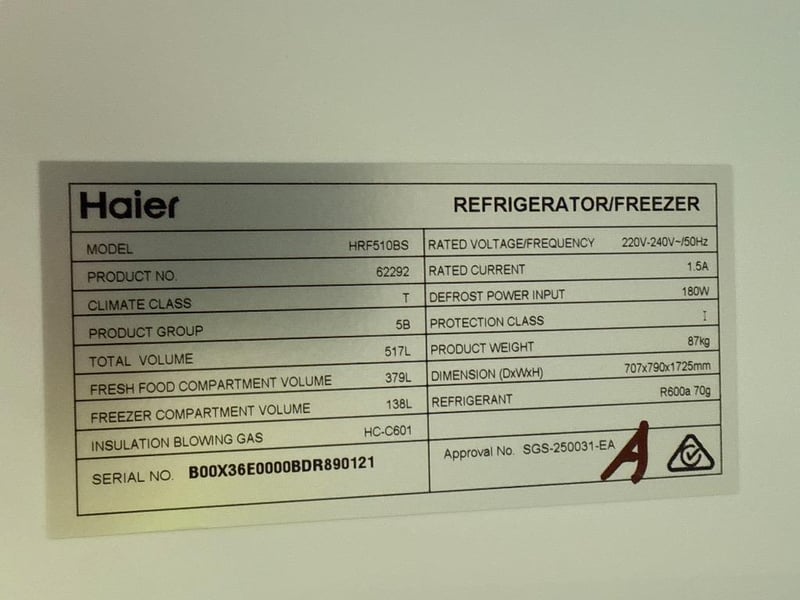 Haier REFRIGERATOR/FREEZER
MODEL HRF510BS RATED VOLTAGE/FREQUENCY 220V-240V~/50Hz
PRODUCT NO. 62292 RATED CURRENT 1.5A
CLIMATE CLASS T DEFROST POWER INPUT 180W
PRODUCT GROUP 5B PROTECTION CLASS I
TOTAL VOLUME 517L PRODUCT WEIGHT 87kg
FRESH FOOD COMPARTMENT VOLUME 379L DIMENSION (DxWxH) 707x790x1725mm
FREEZER COMPARTMENT VOLUME 138L REFRIGERANT R600a 70g
INSULATION BLOWING GAS HC-C601
SERIAL NO. B00X36E0000BDR890121 Approval No. SGS-250031-EA A